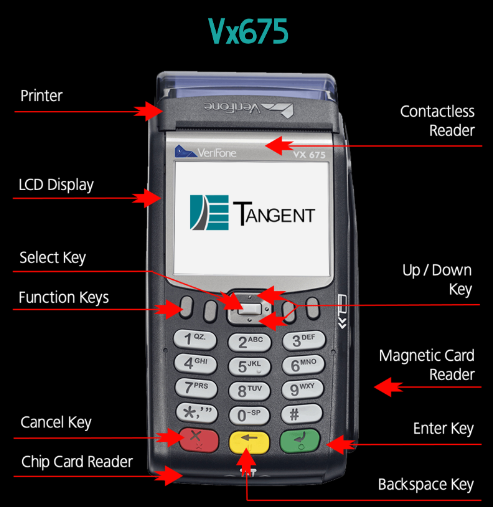 Vx675
Printer
VeriFone
Contactless
Reader
VeriFone
VX 675
LCD Display
TANGENT
Select Key
Up / Down
Key
Function Keys
1 QZ.
2 ABC
3 DEF
4 GHI
5 JKL
6 MNO
Magnetic Card
Reader
7 PRS
8 TUV
9 WXY
*,'"
0 -SP
#
Cancel Key
Enter Key
Chip Card Reader
Backspace Key